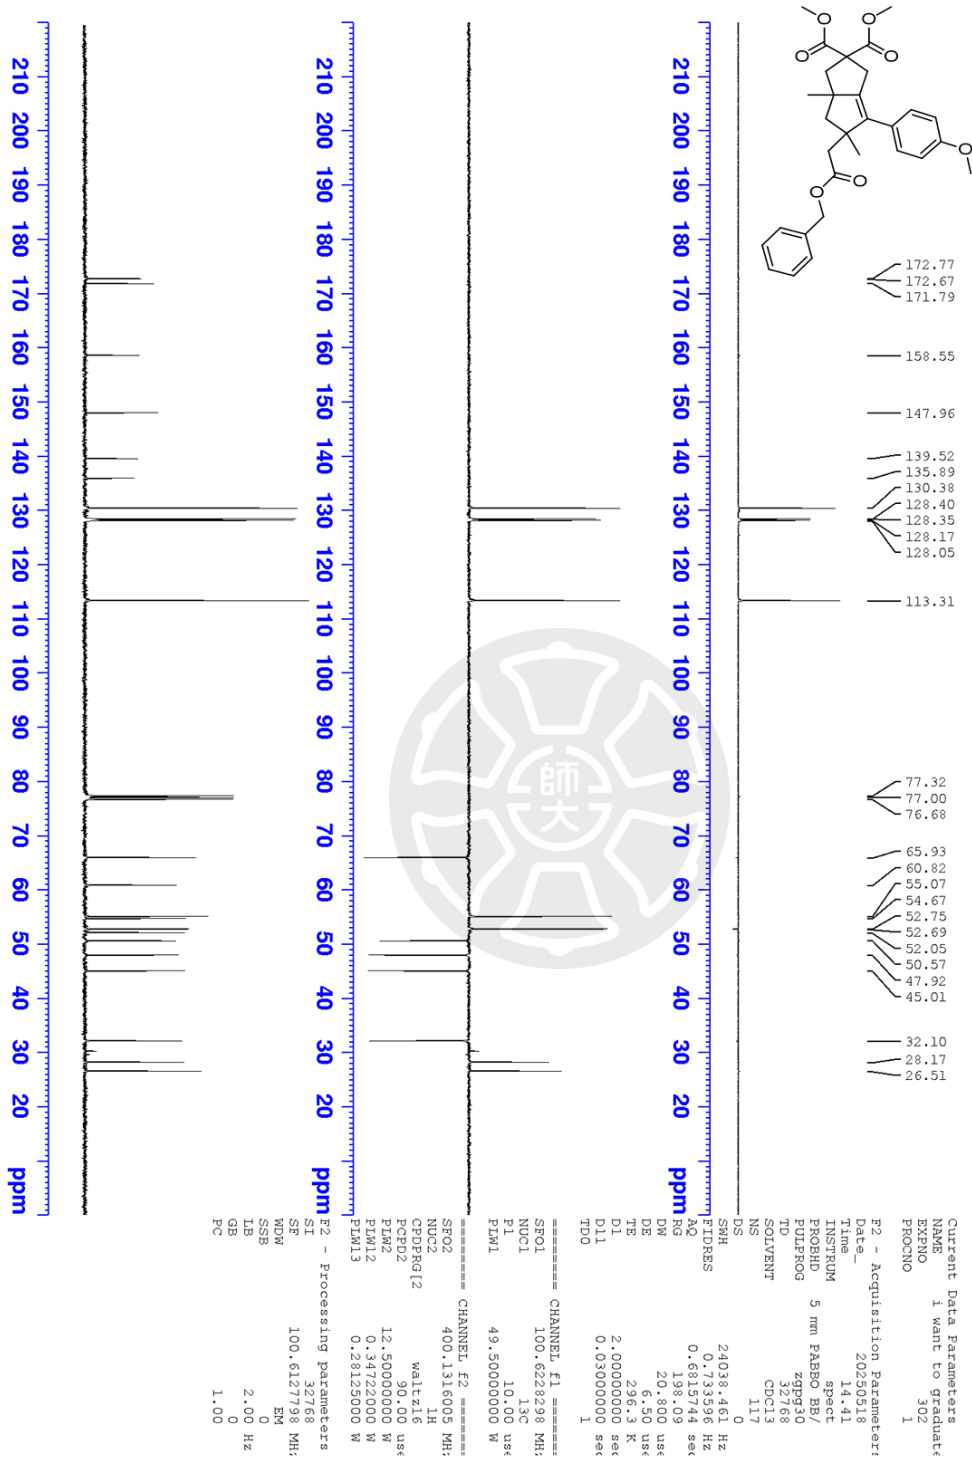 O
O
O
O
O
O
O
172.77
172.67
171.79
158.55
147.96
139.52
135.89
130.38
128.40
128.35
128.17
128.05
113.31
77.32
77.00
76.68
65.93
60.82
55.07
54.67
52.75
52.69
52.05
50.57
47.92
45.01
32.10
28.17
26.51
210 200 190 180 170 160 150 140 130 120 110 100 90 80 70 60 50 40 30 20 ppm
210 200 190 180 170 160 150 140 130 120 110 100 90 80 70 60 50 40 30 20 ppm
210 200 190 180 170 160 150 140 130 120 110 100 90 80 70 60 50 40 30 20 ppm
師大
Current Data Parameters
NAME i want to graduate
EXPNO 302
PROCNO 1
F2 - Acquisition Parameters
Date_ 20250518
Time 14.41
INSTRUM spect
PROBHD 5 mm PABBO BB/
PULPROG zgpg30
TD 32768
SOLVENT CDCl3
NS 117
DS 0
SWH 24038.461 Hz
FIDRES 0.733596 Hz
AQ 0.6815744 sec
RG 198.09
DW 20.800 use
DE 6.50 use
TE 296.3 K
D1 2.00000000 sec
D11 0.03000000 sec
TD0 1
======== CHANNEL f1 ========
SFO1 100.6228298 MH
NUC1 13C
P1 10.00 use
PLW1 49.50000000 W
======== CHANNEL f2 ========
SFO2 400.1316005 MH
NUC2 1H
CPDPRG[2 waltz16
PCPD2 90.00 use
PLW2 12.50000000 W
PLW12 0.34722000 W
PLW13 0.28125000 W
F2 - Processing parameters
SI 32768
SF 100.6127798 MH
WDW EM
SSB 0
LB 2.00 Hz
GB 0
PC 1.00